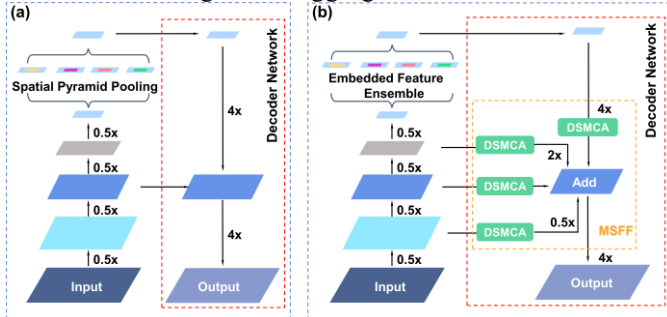 (a)
Spatial Pyramid Pooling
0.5x
0.5x
0.5x
0.5x
Input
4x
4x
Output
Decoder Network
(b)
Embedded Feature
Ensemble
0.5x
0.5x
0.5x
0.5x
Input
DSMCA
DSMCA
DSMCA
4x
DSMCA
2x
Add
0.5x
MSFF
4x
Output
Decoder Network